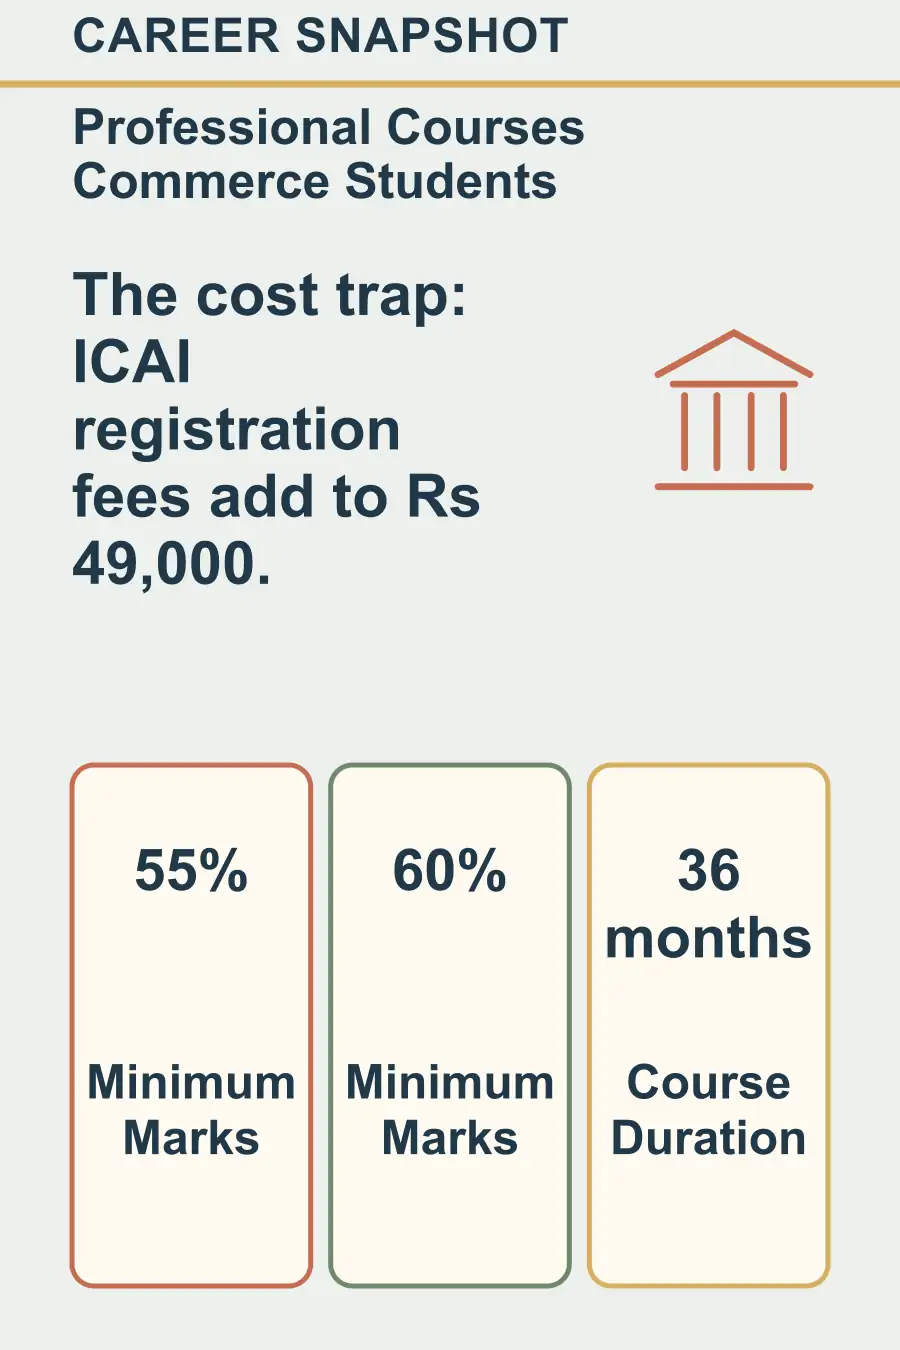 CAREER SNAPSHOT
Professional Courses
Commerce Students
The cost trap:
ICAI
registration
fees add to Rs
49,000.
55%
Minimum
Marks
60%
Minimum
Marks
36
months
Course
Duration